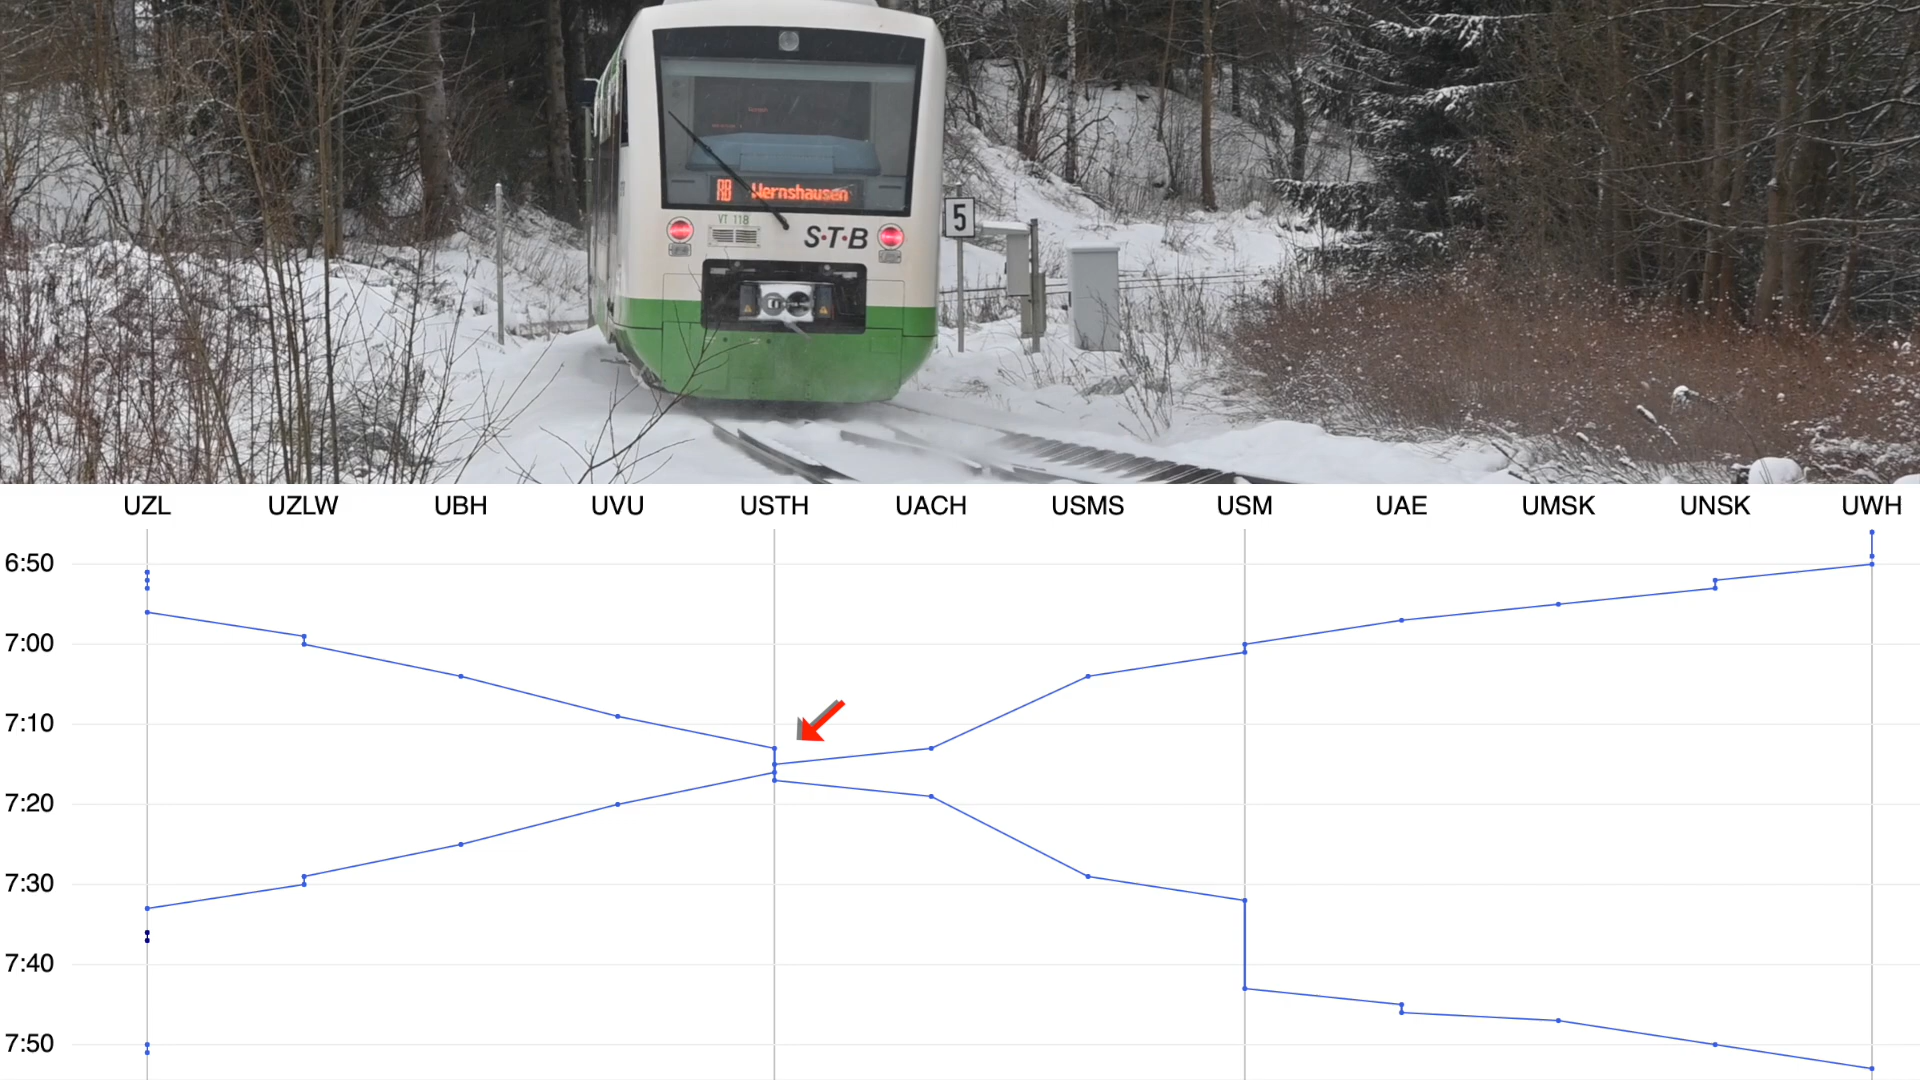 RB Wernshausen
VT 118
S·T·B
5
UZL UZLW UBH UVU USTH UACH USMS USM UAE UMSK UNSK UWH
6:50
7:00
7:10
7:20
7:30
7:40
7:50